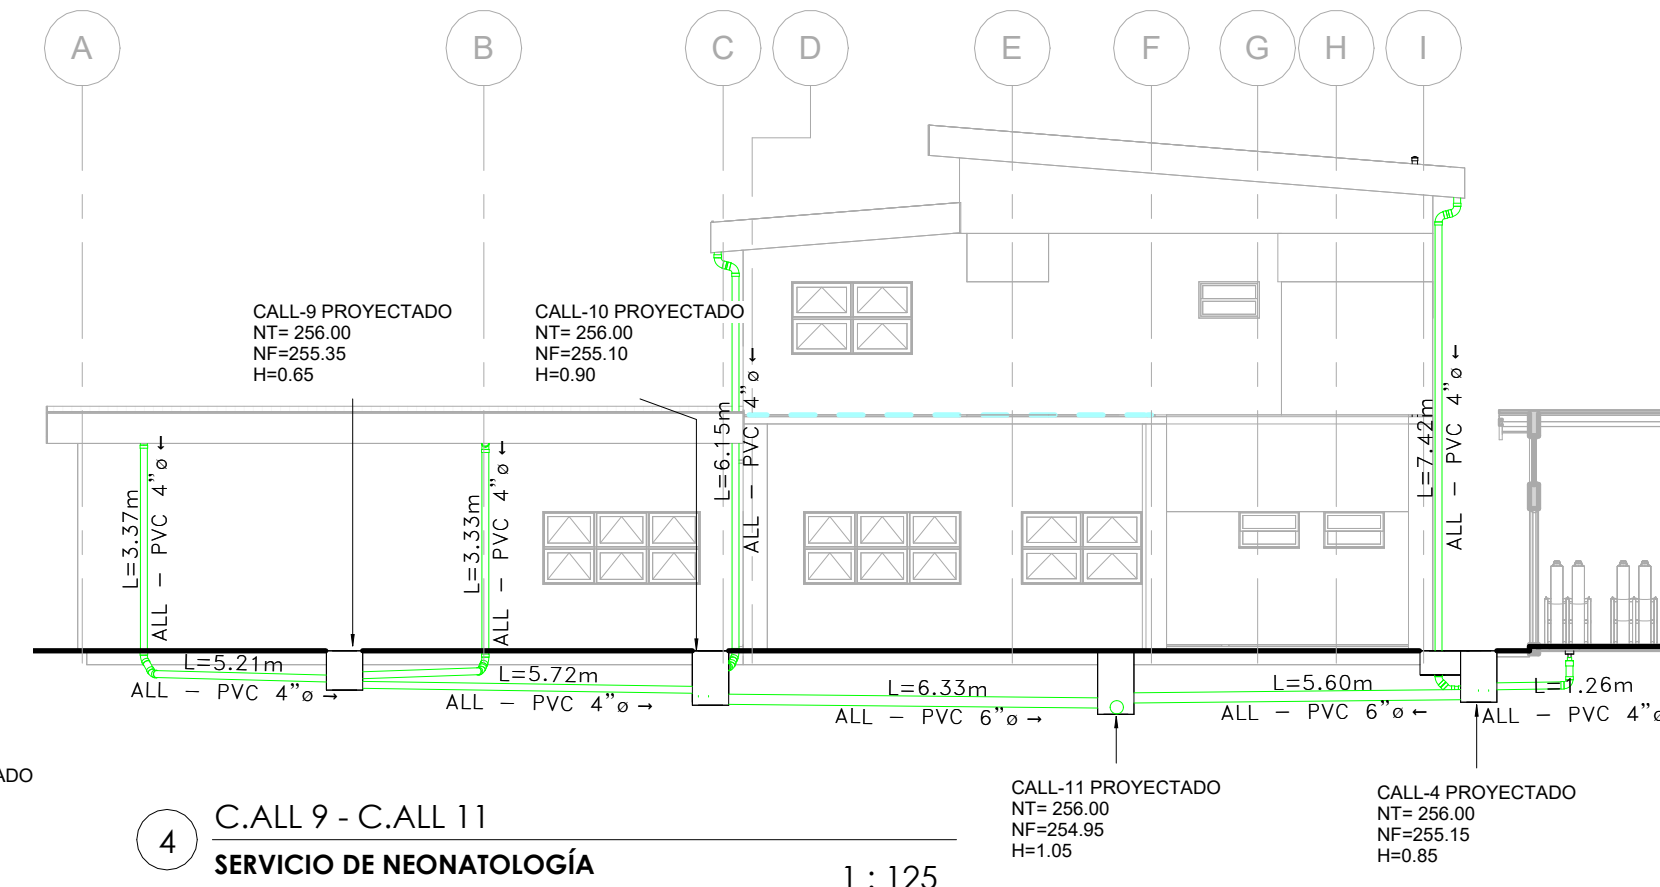 A
B
C
D
E
F
G
H
I
CALL-9 PROYECTADO
NT= 256.00
NF=255.35
H=0.65
CALL-10 PROYECTADO
NT= 256.00
NF=255.10
H=0.90
L=3.37m
ALL - PVC 4"ø←
L=3.33m
ALL - PVC 4"ø←
L=6.15m
ALL - PVC 4"ø←
L=7.42m
ALL - PVC 4"ø←
L=5.21m
ALL - PVC 4"ø→
L=5.72m
ALL - PVC 4"ø→
L=6.33m
ALL - PVC 6"ø→
L=5.60m
ALL - PVC 6"ø←
L=1.26m
ALL - PVC 4"ø
ADO
CALL-11 PROYECTADO
NT= 256.00
NF=254.95
H=1.05
CALL-4 PROYECTADO
NT= 256.00
NF=255.15
H=0.85
4
C.ALL 9 - C.ALL 11
SERVICIO DE NEONATOLOGÍA
1 : 125